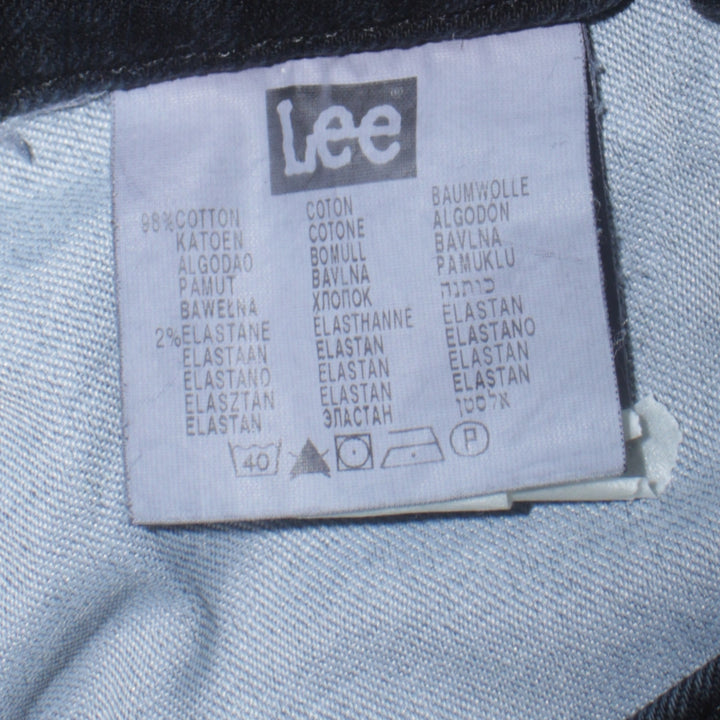 Lee
98% COTTON
KATOEN
ALGODAO
PAMUT
BAWEŁNA
2% ELASTANE
ELASTAAN
ELASTANO
ELASZTAN
ELASTAN
COTON
COTONE
BOMULL
BAVLNA
ХЛОПОК
ELASTHANNE
ELASTAN
ELASTAN
ELASTAN
ЭЛАСТАН
BAUMWOLLE
ALGODÓN
BAVLNA
PAMUKLU
כותנה
ELASTAN
ELASTANO
ELASTAN
ELASTAN
אלסטן
40 P